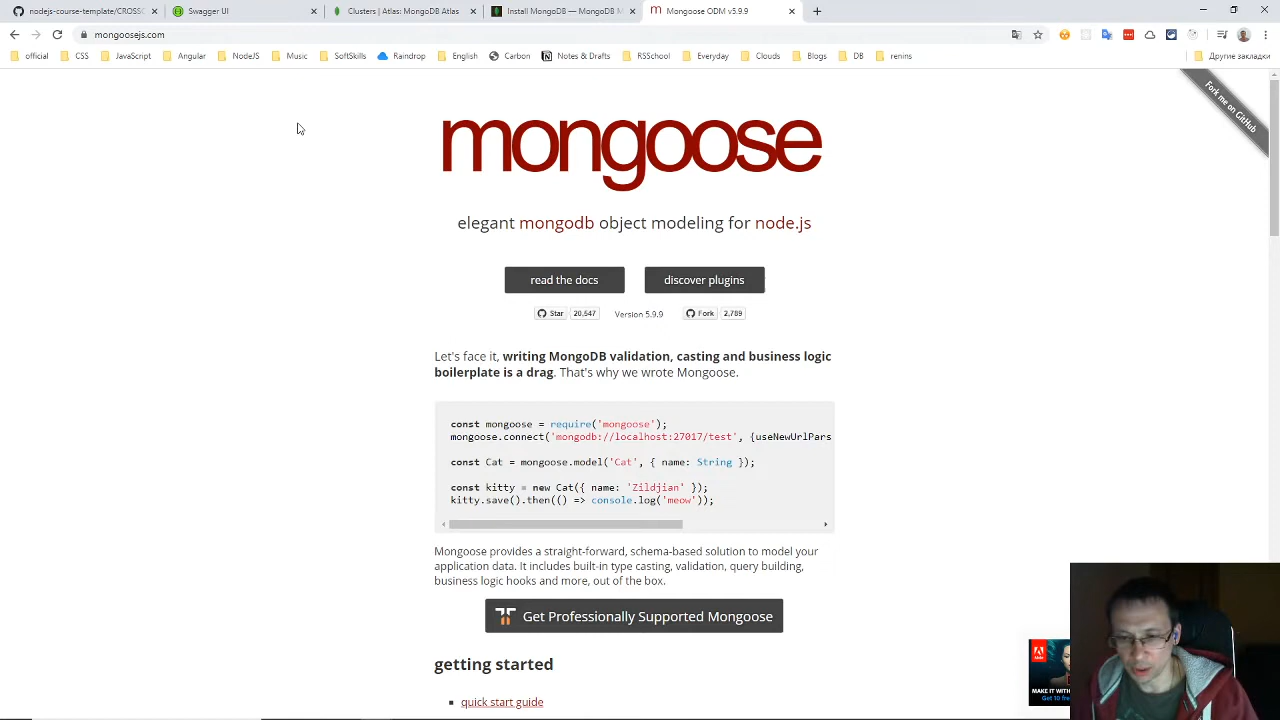 nodejs-course-template/CROSSC
Swagger UI
Clusters | Atlas: MongoDB Atlas
Install MongoDB — MongoDB M
Mongoose ODM v5.9.9
mongoosejs.com
official
CSS
JavaScript
Angular
NodeJS
Music
SoftSkills
Raindrop
English
Carbon
Notes & Drafts
RSSchool
Everyday
Clouds
Blogs
DB
renins
Другие закладки
Fork me on GitHub
mongoose
elegant mongodb object modeling for node.js
read the docs
discover plugins
Star 20,547
Version 5.9.9
Fork 2,789
Let's face it, writing MongoDB validation, casting and business logic
boilerplate is a drag. That's why we wrote Mongoose.
const mongoose = require('mongoose');
mongoose.connect('mongodb://localhost:27017/test', {useNewUrlPars
const Cat = mongoose.model('Cat', { name: String });
const kitty = new Cat({ name: 'Zildjian' });
kitty.save().then(() => console.log('meow'));
Mongoose provides a straight-forward, schema-based solution to model your
application data. It includes built-in type casting, validation, query building,
business logic hooks and more, out of the box.
Get Professionally Supported Mongoose
getting started
quick start guide
Adobe
MAKE IT WITH
Get 10 fre